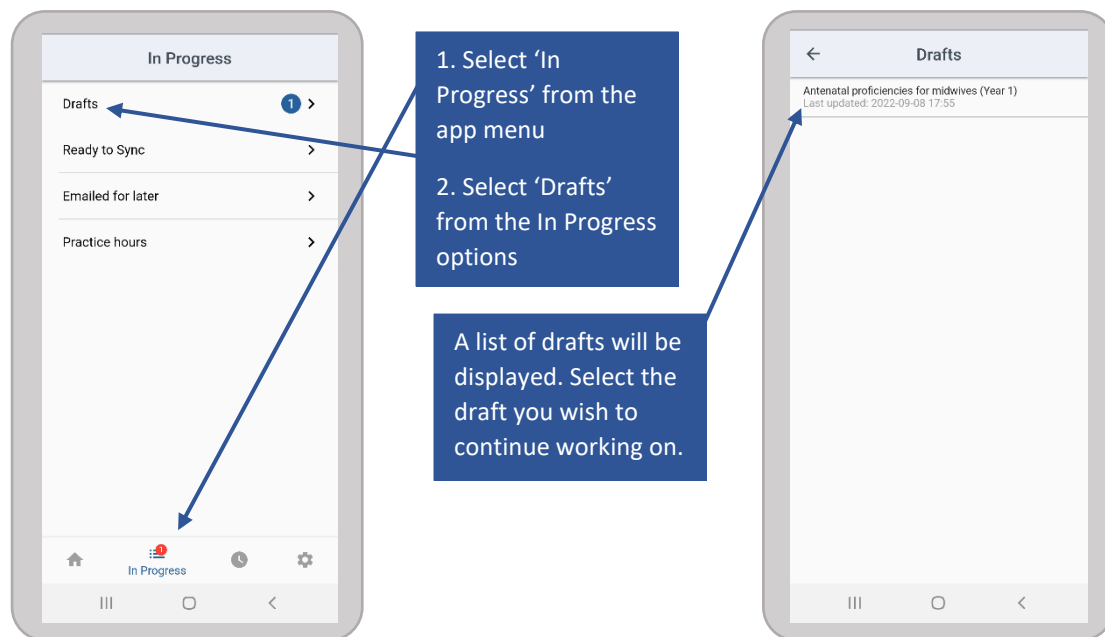 In Progress
Drafts
1
Ready to Sync
Emailed for later
Practice hours
1
In Progress
1. Select ‘In
Progress’ from the
app menu
2. Select ‘Drafts’
from the In Progress
options
A list of drafts will be
displayed. Select the
draft you wish to
continue working on.
Drafts
Antenatal proficiencies for midwives (Year 1)
Last updated: 2022-09-08 17:55